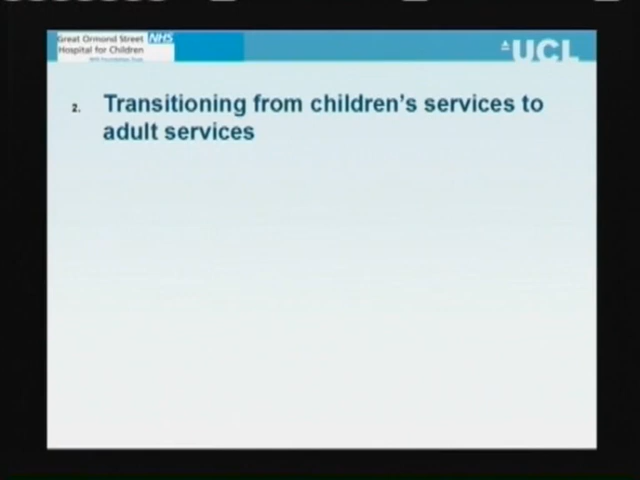 Great Ormond Street NHS
Hospital for Children
NHS Foundation Trust
UCL
2. Transitioning from children's services to
adult services